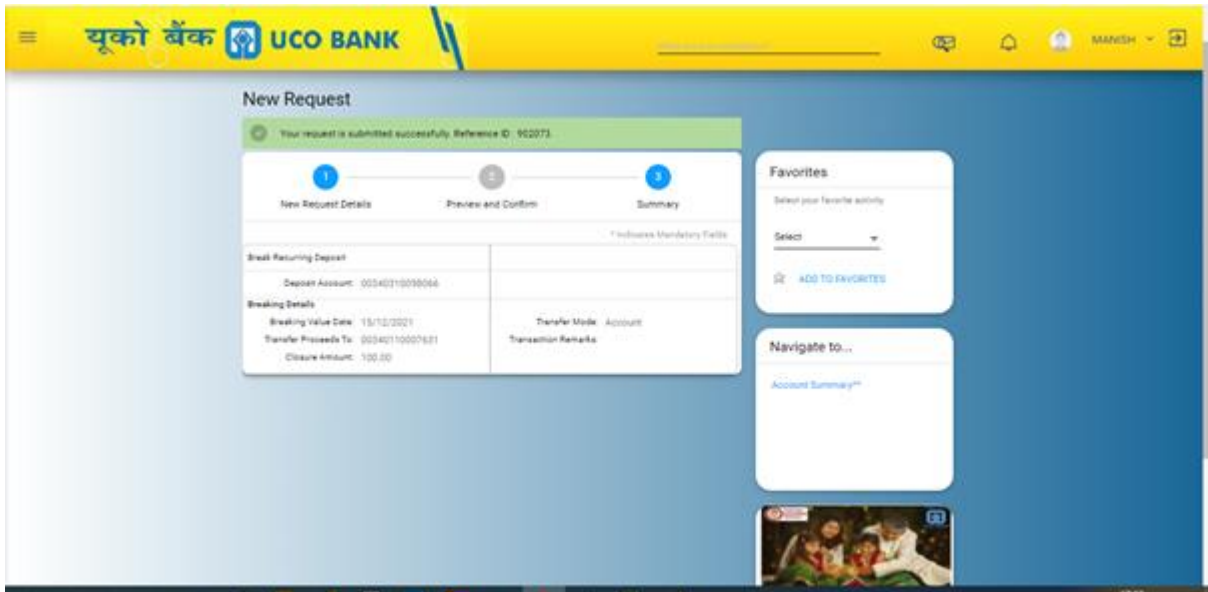 यूको बैंक UCO BANK
MANISH
New Request
Your request is submitted successfully. Reference ID : 902073
1
2
3
New Request Details
Preview and Confirm
Summary
* Indicates Mandatory Fields
Break Recurring Deposit
Deposit Account: 00340310098066
Breaking Details
Breaking Value Date: 15/12/2021
Transfer Mode: Account
Transfer Proceeds To: 00340110007631
Transaction Remarks:
Closure Amount: 100.00
Favorites
Select your favorite activity
Select
ADD TO FAVORITES
Navigate to...
Account Summary**